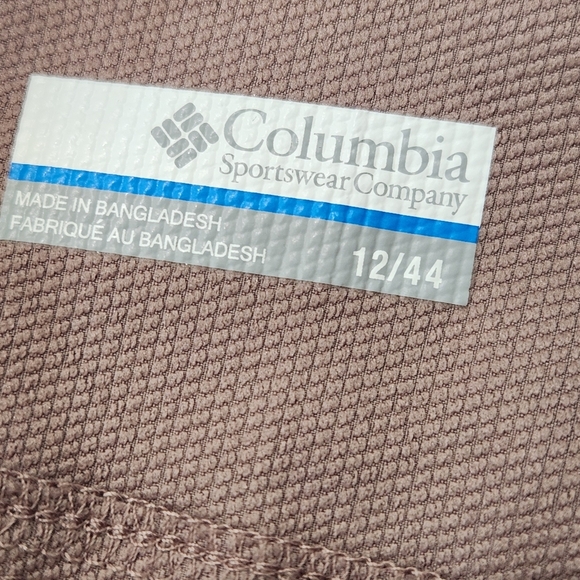 Columbia
Sportswear Company
MADE IN BANGLADESH
FABRIQUÉ AU BANGLADESH
12/44